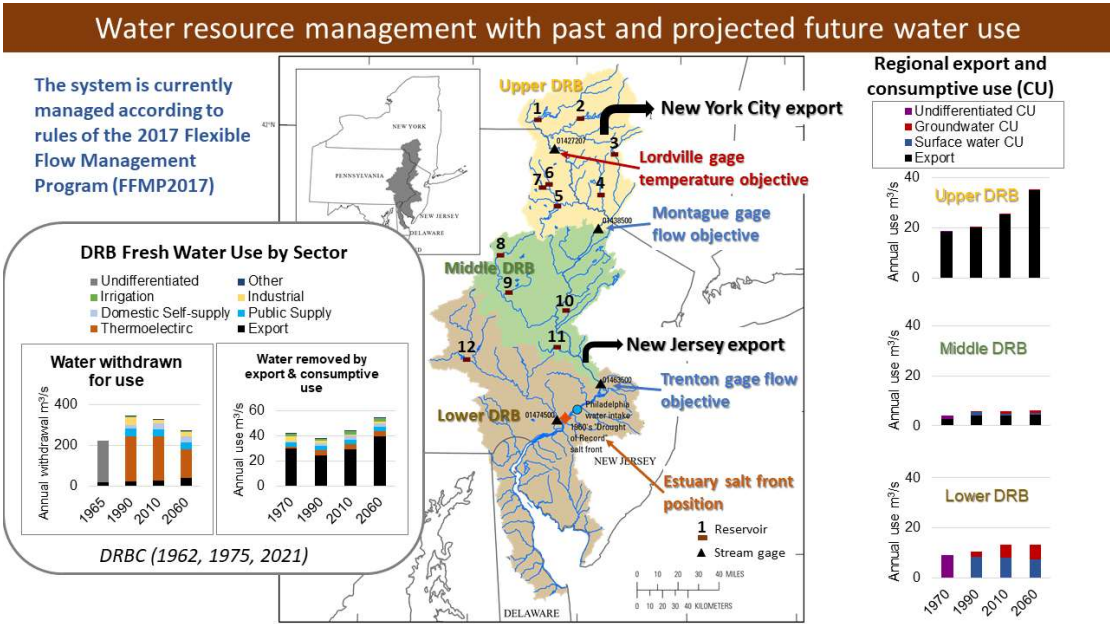 Water resource management with past and projected future water use
The system is currently
managed according to
rules of the 2017 Flexible
Flow Management
Program (FFMP2017)
DRB Fresh Water Use by Sector
Undifferentiated
Other
Irrigation
Industrial
Domestic Self-supply
Public Supply
Thermoelectirc
Export
Water withdrawn
for use
Annual withdrawal m³/s
400
200
0
1965
1990
2010
2060
Water removed by
export & consumptive
use
Annual use m³/s
60
40
20
0
1970
1990
2010
2060
DRBC (1962, 1975, 2021)
42°N
NEW YORK
PENNSYLVANIA
NEW JERSEY
DELAWARE
Upper DRB
1
2
New York City export
01427207
3
Lordville gage
temperature objective
7
6
4
5
Montague gage
flow objective
01438500
8
Middle DRB
9
10
11
New Jersey export
12
01463500
Trenton gage flow
objective
Lower DRB
01474500
Philadelphia
water intake
1960's "Drought
of Record"
salt front
NEW JERSEY
Estuary salt front
position
1 Reservoir
Stream gage
0 10 20 30 40 MILES
0 10 20 30 40 KILOMETERS
DELAWARE
Regional export and
consumptive use (CU)
Undifferentiated CU
Groundwater CU
Surface water CU
Export
Annual use m³/s
40
20
0
Upper DRB
Annual use m³/s
40
20
0
Middle DRB
Annual use m³/s
40
20
0
Lower DRB
1970
1990
2010
2060